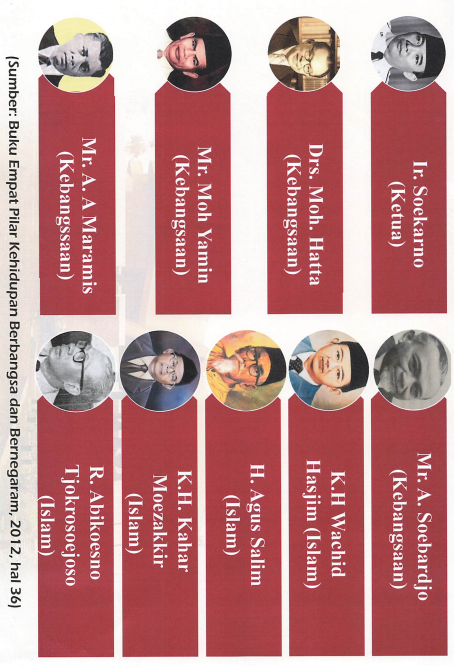 Ir. Soekarno
(Ketua)
Drs. Moh. Hatta
(Kebangsaan)
Mr. Moh Yamin
(Kebangsaan)
Mr. A. A Maramis
(Kebangssaan)
Mr. A. Soebardjo
(Kebangsaan)
K.H Wachid
Hasjim (Islam)
H. Agus Salim
(Islam)
K.H. Kahar
Moezakkir
(Islam)
R. Abikoesno
Tjokrosoejoso
(Islam)
(Sumber: Buku Empat Pilar Kehidupan Berbangsa dan Bernegaram, 2012, hal 36)